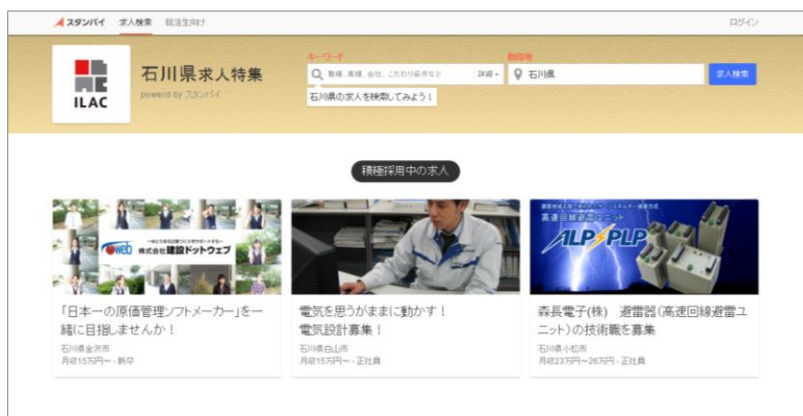 スタンバイ 求人検索 就活生向け ログイン
ILAC
石川県求人特集
powerd by スタンバイ
キーワード
職種、業種、会社、こだわり条件など 詳細
勤務地
石川県
求人検索
石川県の求人を検索してみよう！
積極採用中の求人
web 株式会社建設ドットウェブ
高速回線避雷ユニット
ALP PLP
「日本一の原価管理ソフトメーカー」を一
緒に目指しませんか！
石川県金沢市
月収15万円～ - 新卒
電気を思うがままに動かす！
電気設計募集！
石川県白山市
月収15万円～ - 正社員
森長電子(株) 避雷器(高速回線避雷ユ
ニット)の技術職を募集
石川県小松市
月収23万円～26万円 - 正社員